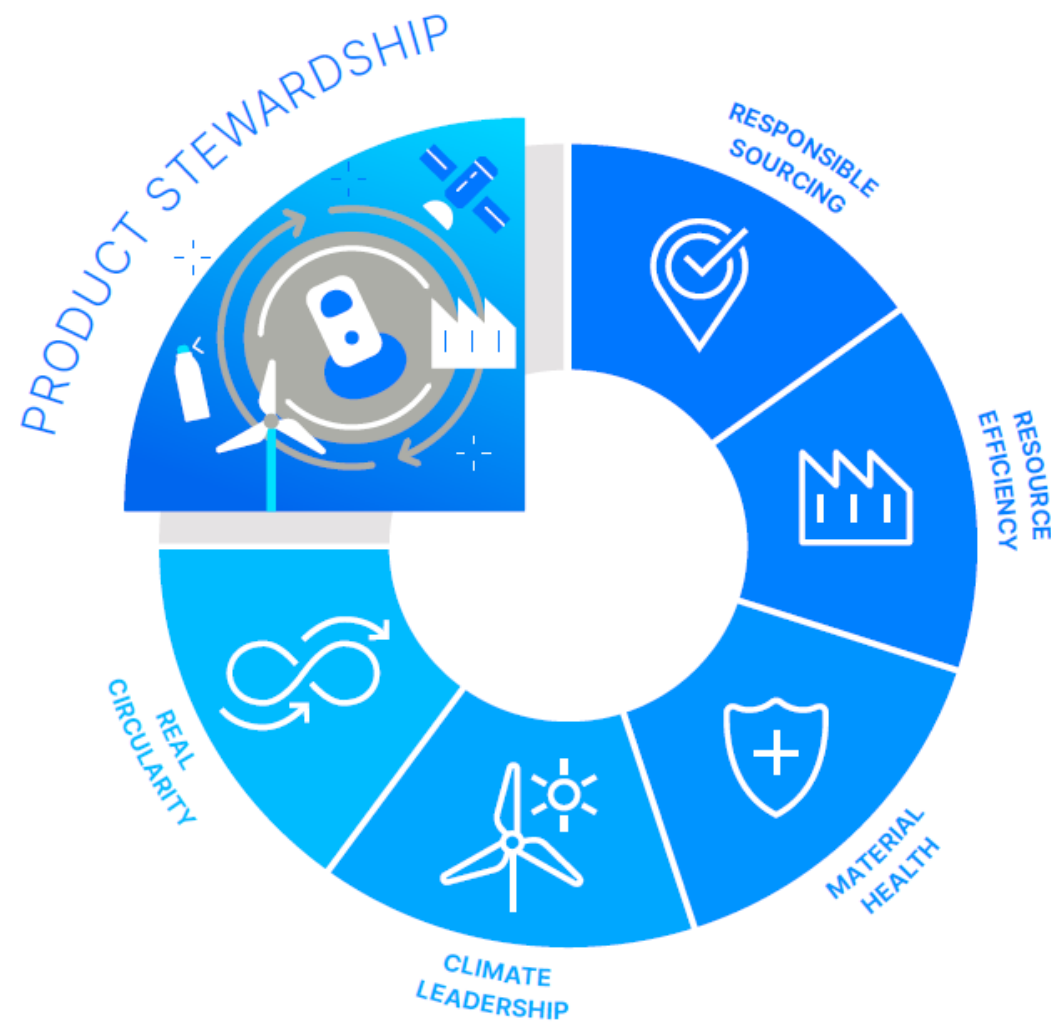 PRODUCT STEWARDSHIP
RESPONSIBLE
SOURCING
RESOURCE
EFFICIENCY
MATERIAL
HEALTH
CLIMATE
LEADERSHIP
REAL
CIRCULARITY